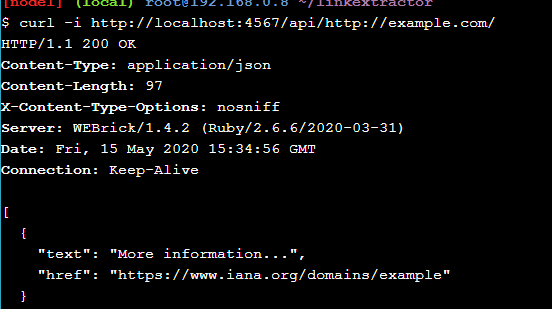 [node1] (local) root@192.168.0.8 ~/linkextractor
$ curl -i http://localhost:4567/api/http://example.com/
HTTP/1.1 200 OK
Content-Type: application/json
Content-Length: 97
X-Content-Type-Options: nosniff
Server: WEBrick/1.4.2 (Ruby/2.6.6/2020-03-31)
Date: Fri, 15 May 2020 15:34:56 GMT
Connection: Keep-Alive
[
{
"text": "More information...",
"href": "https://www.iana.org/domains/example"
}